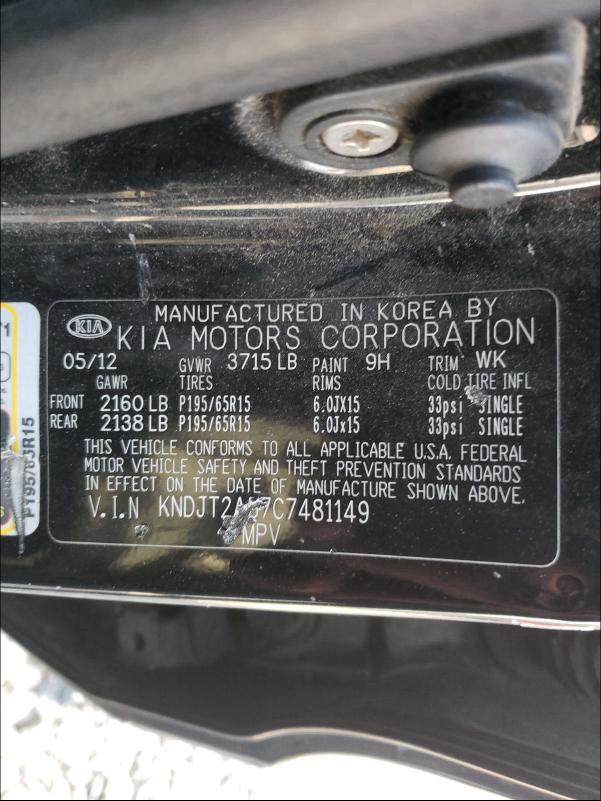 MANUFACTURED IN KOREA BY
KIA KIA MOTORS CORPORATION
05/12 GVWR 3715 LB PAINT 9H TRIM WK
GAWR TIRES RIMS COLD TIRE INFL
FRONT 2160 LB P195/65R15 6.0JX15 33psi SINGLE
REAR 2138 LB P195/65R15 6.0Jx15 33psi SINGLE
THIS VEHICLE CONFORMS TO ALL APPLICABLE U.S.A. FEDERAL
MOTOR VEHICLE SAFETY AND THEFT PREVENTION STANDARDS
IN EFFECT ON THE DATE OF MANUFACTURE SHOWN ABOVE.
V.I.N
MPV
P195/65R15